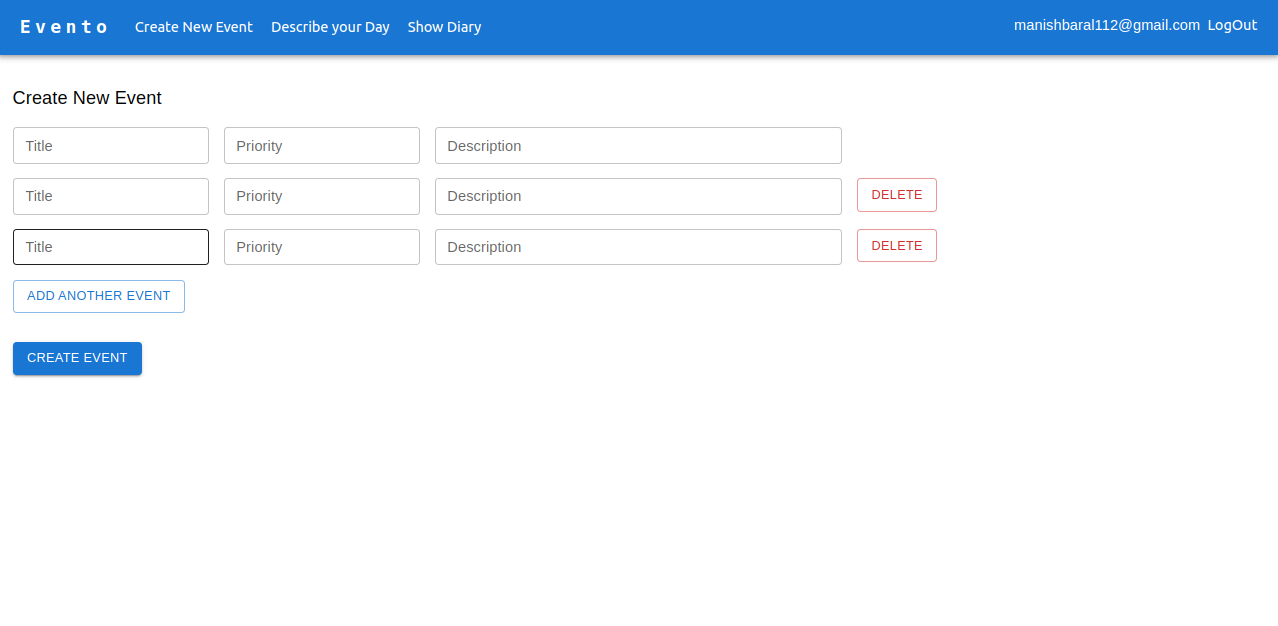 Evento Create New Event Describe your Day Show Diary manishbaral112@gmail.com LogOut
Create New Event
Title Priority Description
Title Priority Description DELETE
Title Priority Description DELETE
ADD ANOTHER EVENT
CREATE EVENT